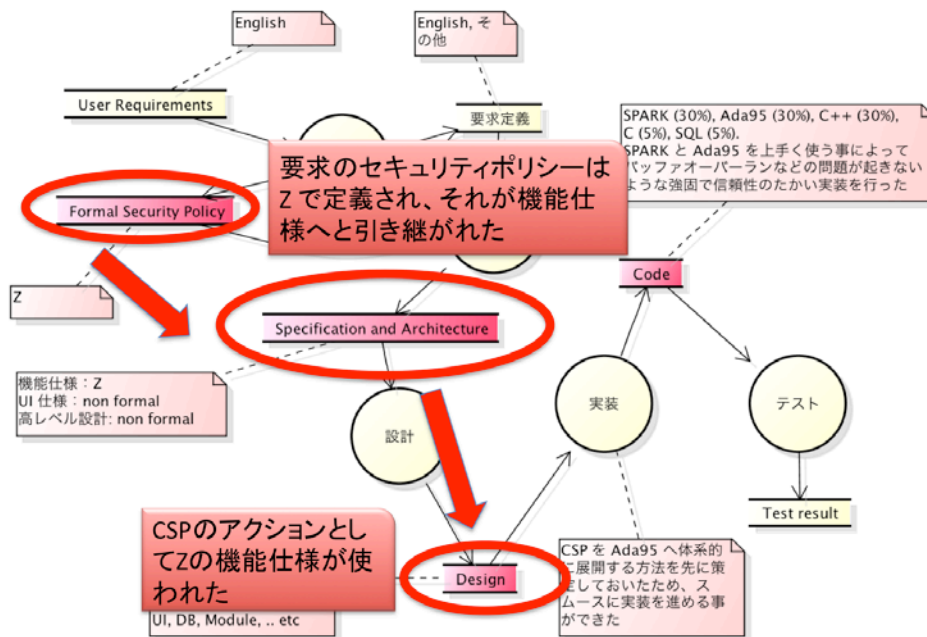 English
English, そ
の他
User Requirements
要求定義
SPARK (30%), Ada95 (30%), C++ (30%),
C (5%), SQL (5%).
SPARK と Ada95 を上手く使う事によって
バッファオーバーランなどの問題が起きない
ような強固で信頼性のたかい実装を行った
要求のセキュリティポリシーは
Z で定義され、それが機能仕
様へと引き継がれた
Formal Security Policy
Code
Z
Specification and Architecture
機能仕様：Z
UI 仕様：non formal
高レベル設計: non formal
設計
実装
テスト
Test result
CSPのアクションとし
てZの機能仕様が使
われた
Design
CSP を Ada95 へ体系的
に展開する方法を先に策
定しておいたため、ス
ムースに実装を進める事
ができた
UI, DB, Module, .. etc